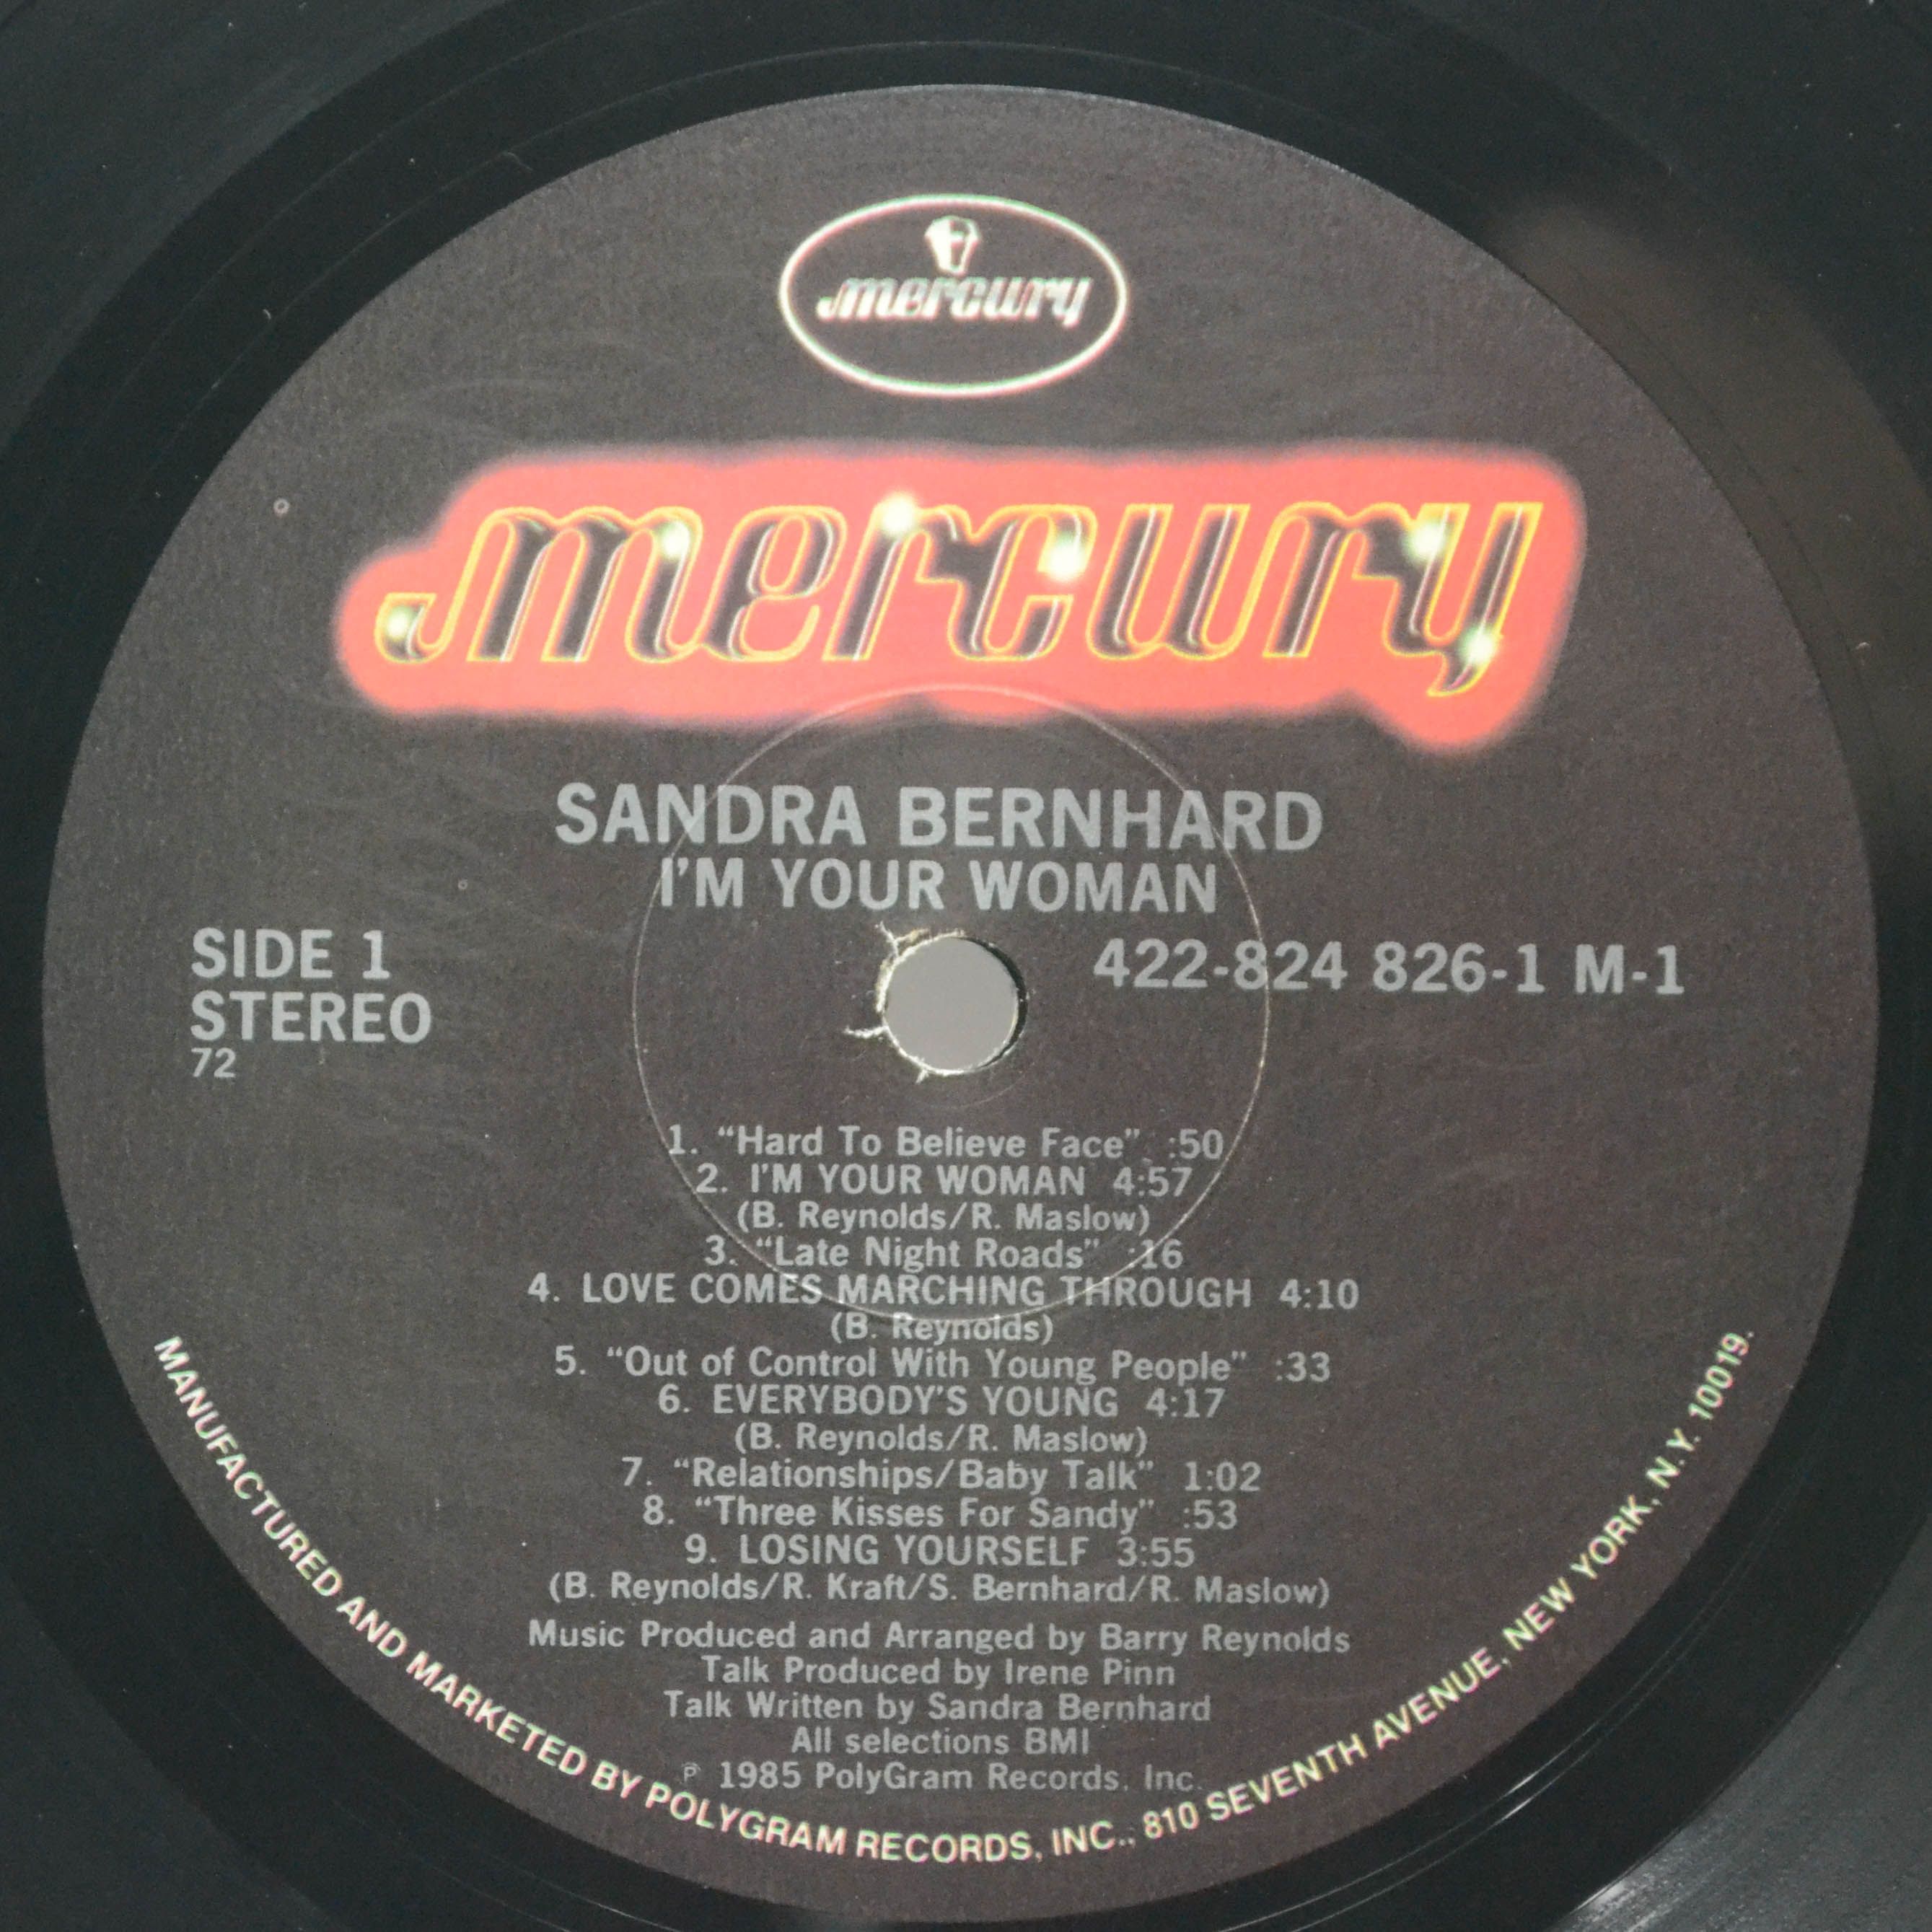 mercury
mercury
SANDRA BERNHARD
I'M YOUR WOMAN
SIDE 1
STEREO
72
422-824 826-1 M-1
1. “Hard To Believe Face” :50
2. I'M YOUR WOMAN 4:57
(B. Reynolds/R. Maslow)
3. “Late Night Roads” :16
4. LOVE COMES MARCHING THROUGH 4:10
(B. Reynolds)
5. “Out of Control With Young People” :33
6. EVERYBODY'S YOUNG 4:17
(B. Reynolds/R. Maslow)
7. “Relationships/Baby Talk” 1:02
8. “Three Kisses For Sandy” :53
9. LOSING YOURSELF 3:55
(B. Reynolds/R. Kraft/S. Bernhard/R. Maslow)
Music Produced and Arranged by Barry Reynolds
Talk Produced by Irene Pinn
Talk Written by Sandra Bernhard
All selections BMI
℗ 1985 PolyGram Records, Inc.
MANUFACTURED AND MARKETED BY POLYGRAM RECORDS, INC., 810 SEVENTH AVENUE, NEW YORK, N.Y. 10019.